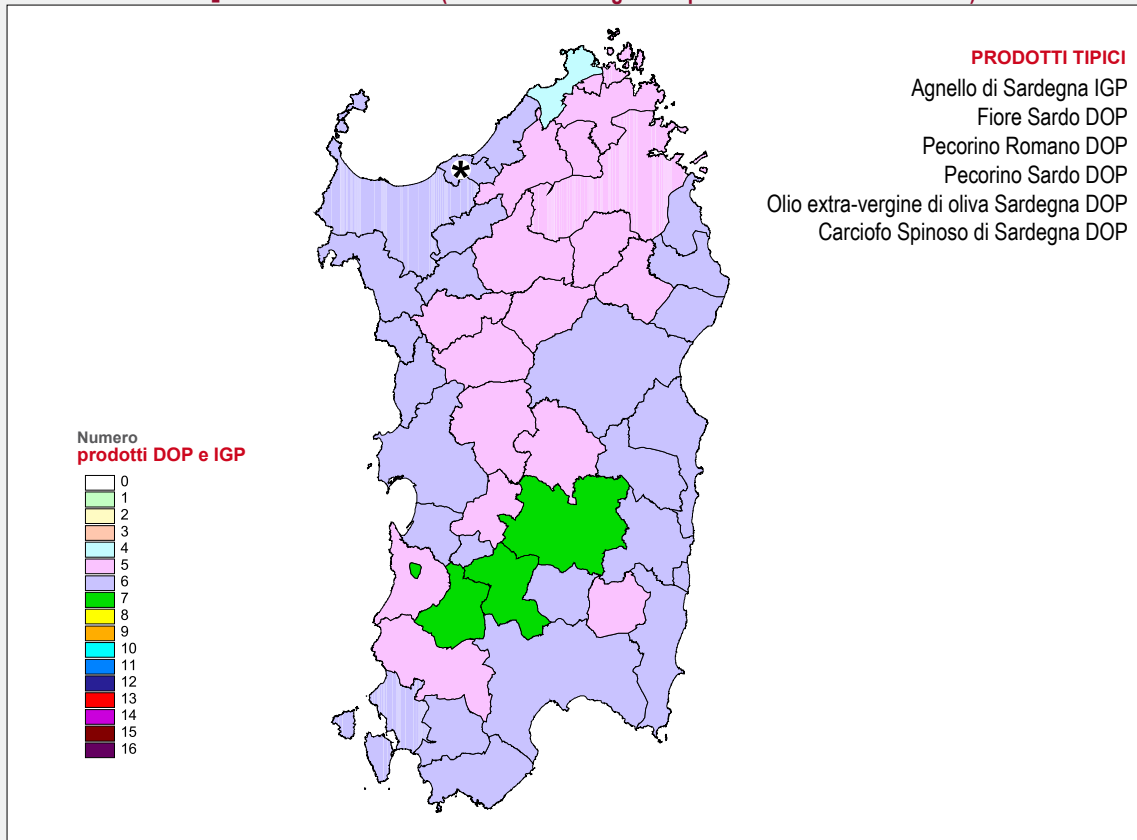 PRODOTTI TIPICI
Agnello di Sardegna IGP
Fiore Sardo DOP
Pecorino Romano DOP
Pecorino Sardo DOP
Olio extra-vergine di oliva Sardegna DOP
Carciofo Spinoso di Sardegna DOP
*
Numero
prodotti DOP e IGP
0
1
2
3
4
5
6
7
8
9
10
11
12
13
14
15
16